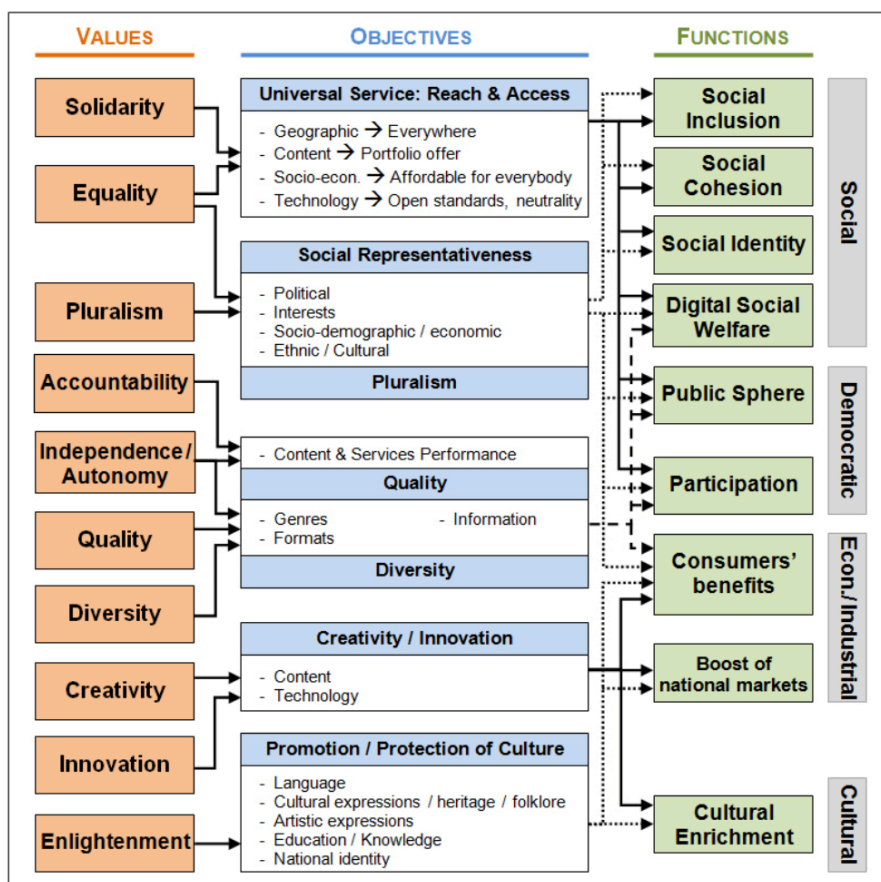 VALUES
OBJECTIVES
FUNCTIONS
Solidarity
Equality
Pluralism
Accountability
Independence/
Autonomy
Quality
Diversity
Creativity
Innovation
Enlightenment
Universal Service: Reach & Access
- Geographic → Everywhere
- Content → Portfolio offer
- Socio-econ. → Affordable for everybody
- Technology → Open standards, neutrality
Social Representativeness
- Political
- Interests
- Socio-demographic / economic
- Ethnic / Cultural
Pluralism
- Content & Services Performance
Quality
- Genres - Information
- Formats
Diversity
Creativity / Innovation
- Content
- Technology
Promotion / Protection of Culture
- Language
- Cultural expressions / heritage / folklore
- Artistic expressions
- Education / Knowledge
- National identity
Social
Inclusion
Social
Cohesion
Social Identity
Digital Social
Welfare
Public Sphere
Participation
Consumers'
benefits
Boost of
national markets
Cultural
Enrichment
Social
Democratic
Econ./Industrial
Cultural